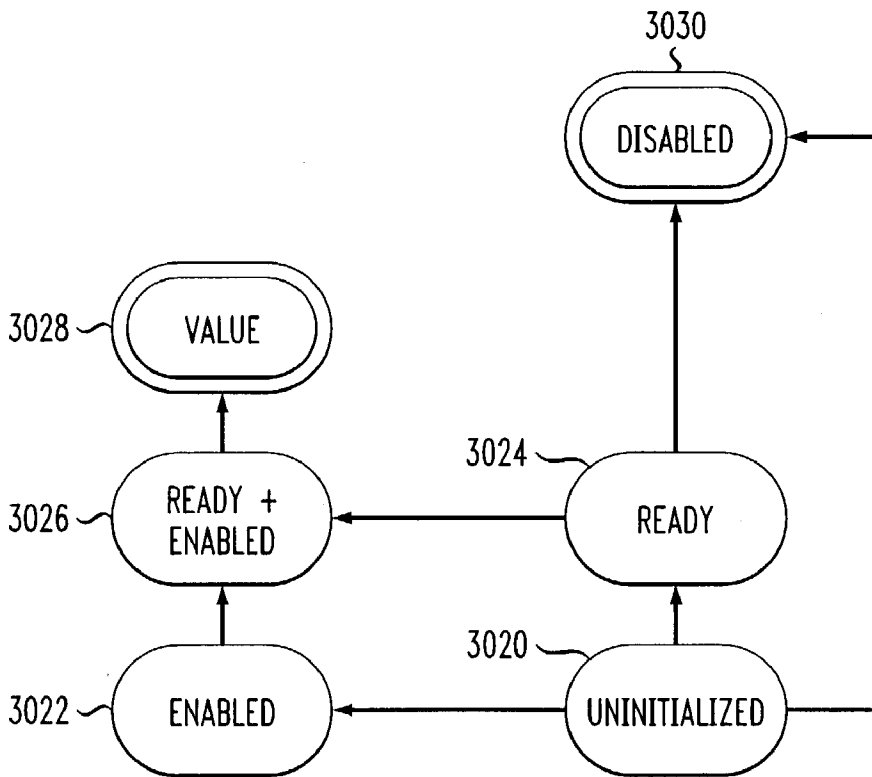 3030
DISABLED
3028
VALUE
3024
3026
READY +
ENABLED
READY
3020
3022
ENABLED
UNINITIALIZED